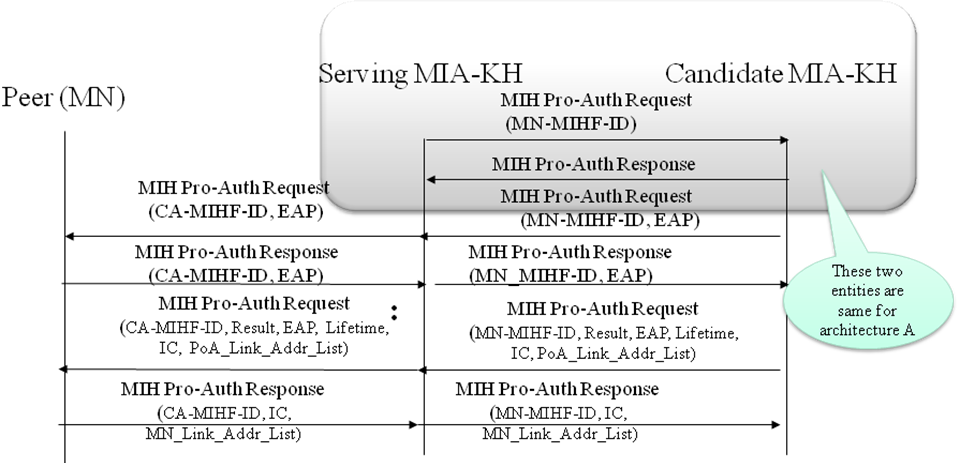 Serving MIA-KH
Candidate MIA-KH
Peer (MN)
MIH Pro-Auth Request
(MN-MIHF-ID)
MIH Pro-Auth Response
MIH Pro-Auth Request
(CA-MIHF-ID, EAP)
MIH Pro-Auth Request
(MN-MIHF-ID, EAP)
MIH Pro-Auth Response
(CA-MIHF-ID, EAP)
MIH Pro-Auth Response
(MN_MIHF-ID, EAP)
These two
entities are
same for
architecture A
MIH Pro-Auth Request
(CA-MIHF-ID, Result, EAP, Lifetime,
IC, PoA_Link_Addr_List)
:
MIH Pro-Auth Request
(MN-MIHF-ID, Result, EAP, Lifetime,
IC, PoA_Link_Addr_List)
MIH Pro-Auth Response
(CA-MIHF-ID, IC,
MN_Link_Addr_List)
MIH Pro-Auth Response
(MN-MIHF-ID, IC,
MN_Link_Addr_List)